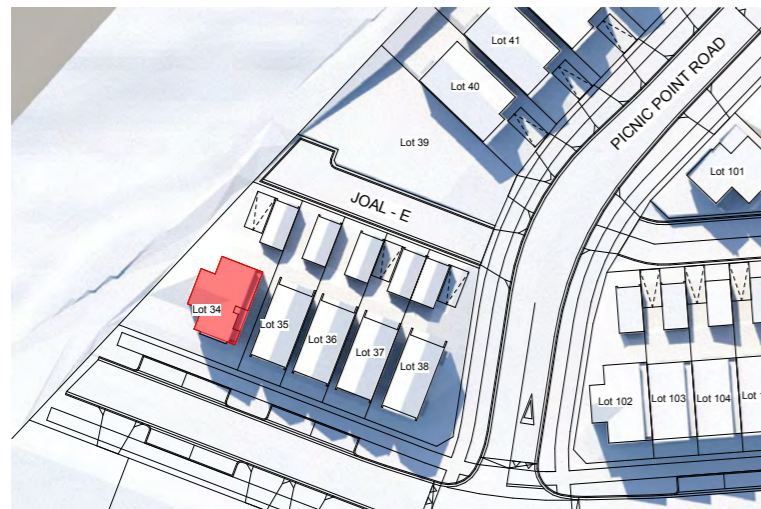 Lot 41
Lot 40
PICNIC POINT ROAD
Lot 39
Lot 101
JOAL - E
Lot 34
Lot 35
Lot 36
Lot 37
Lot 38
Lot 102
Lot 103
Lot 104